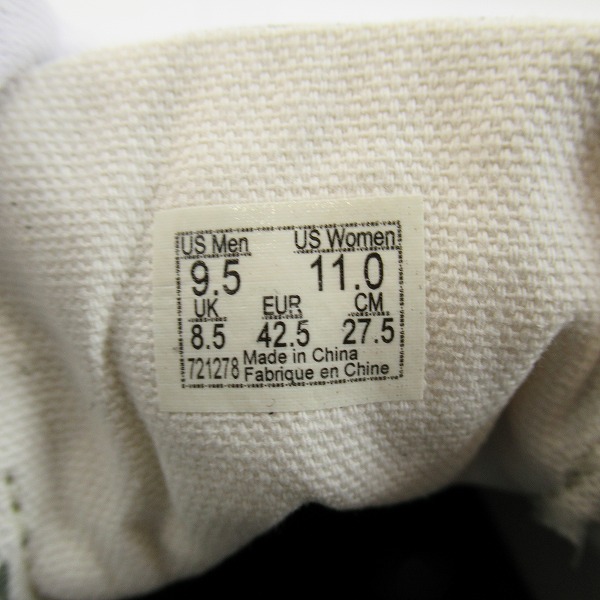 US Men US Women
9.5 11.0
UK EUR CM
8.5 42.5 27.5
721278 Made in China
Fabrique en Chine